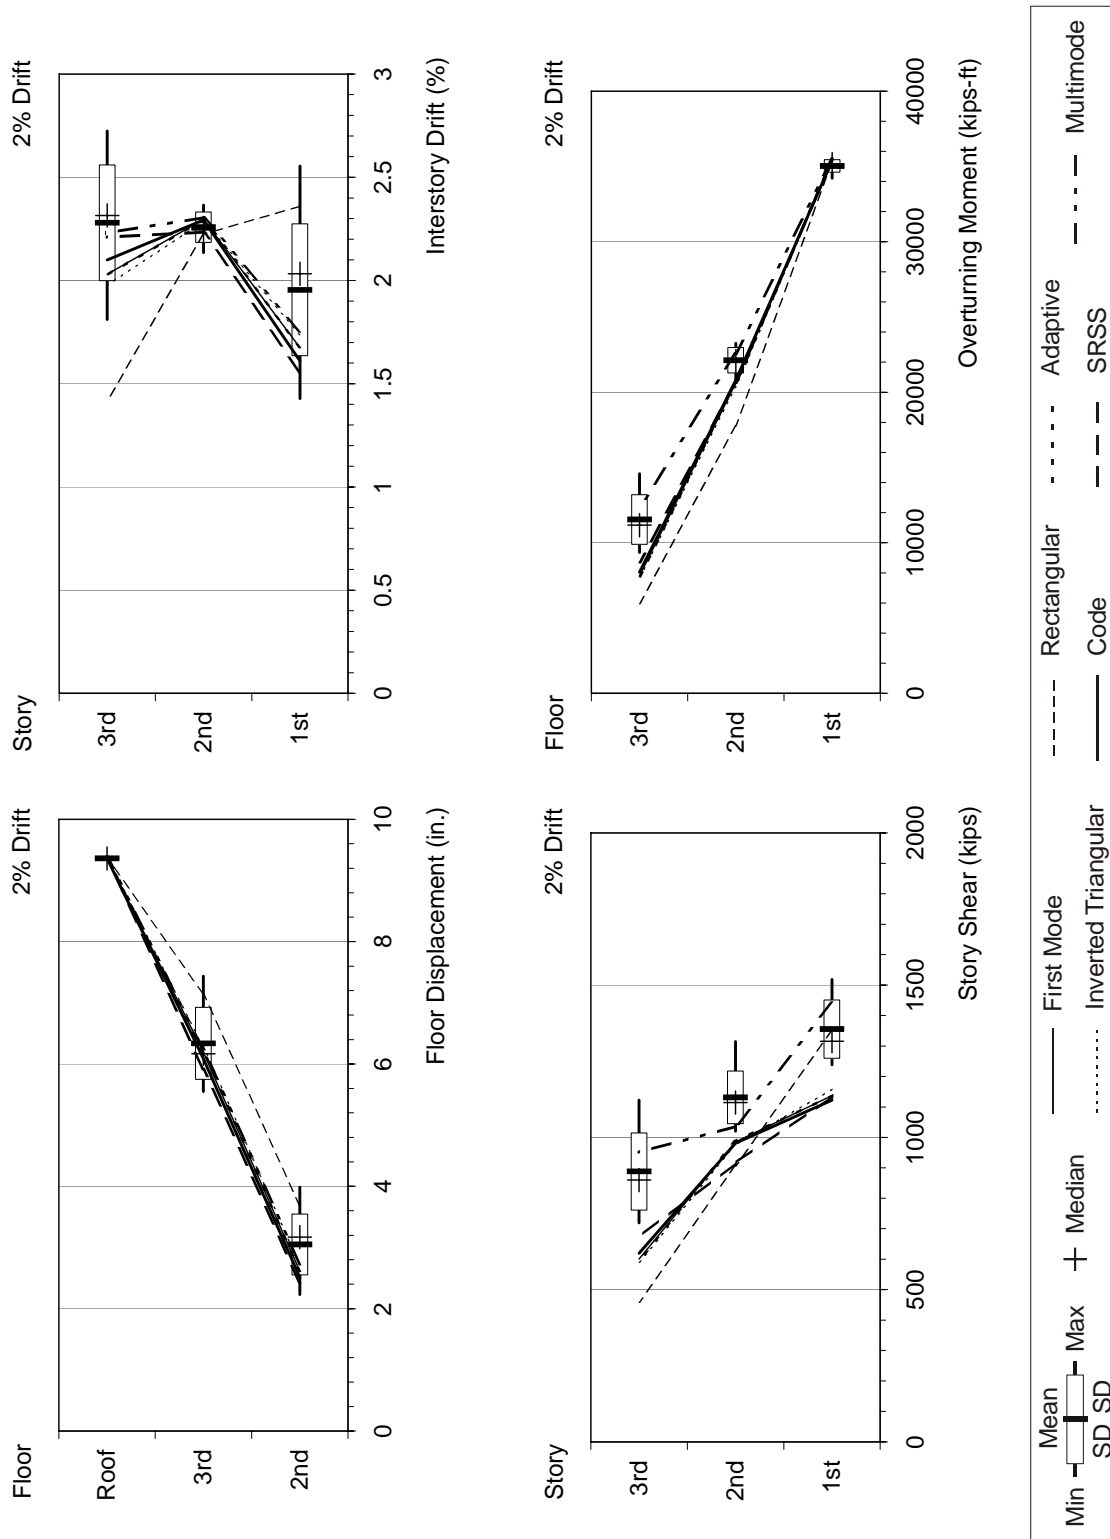 Floor
2% Drift
Roof
3rd
2nd
0
2
4
6
8
10
Floor Displacement (in.)
Story
2% Drift
3rd
2nd
1st
0
0.5
1
1.5
2
2.5
3
Interstory Drift (%)
Story
2% Drift
3rd
2nd
1st
0
500
1000
1500
2000
Story Shear (kips)
Floor
2% Drift
3rd
2nd
1st
0
10000
20000
30000
40000
Overturning Moment (kips-ft)
Mean
Min
Max
SD SD
Median
First Mode
Inverted Triangular
Rectangular
Code
Adaptive
SRSS
Multimode